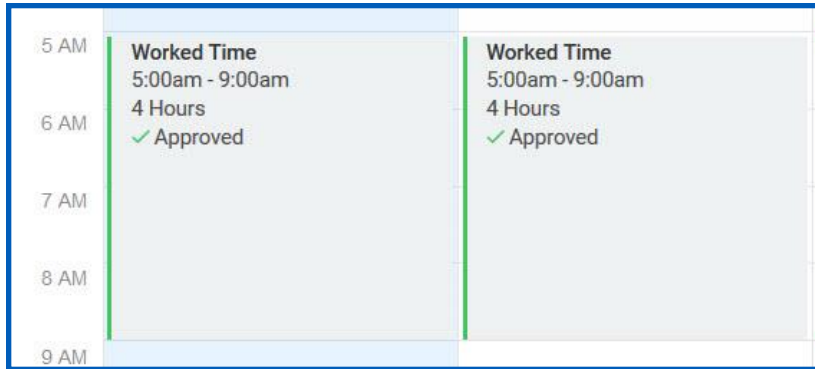 5 AM
6 AM
7 AM
8 AM
9 AM
Worked Time
5:00am - 9:00am
4 Hours
✓ Approved
Worked Time
5:00am - 9:00am
4 Hours
✓ Approved